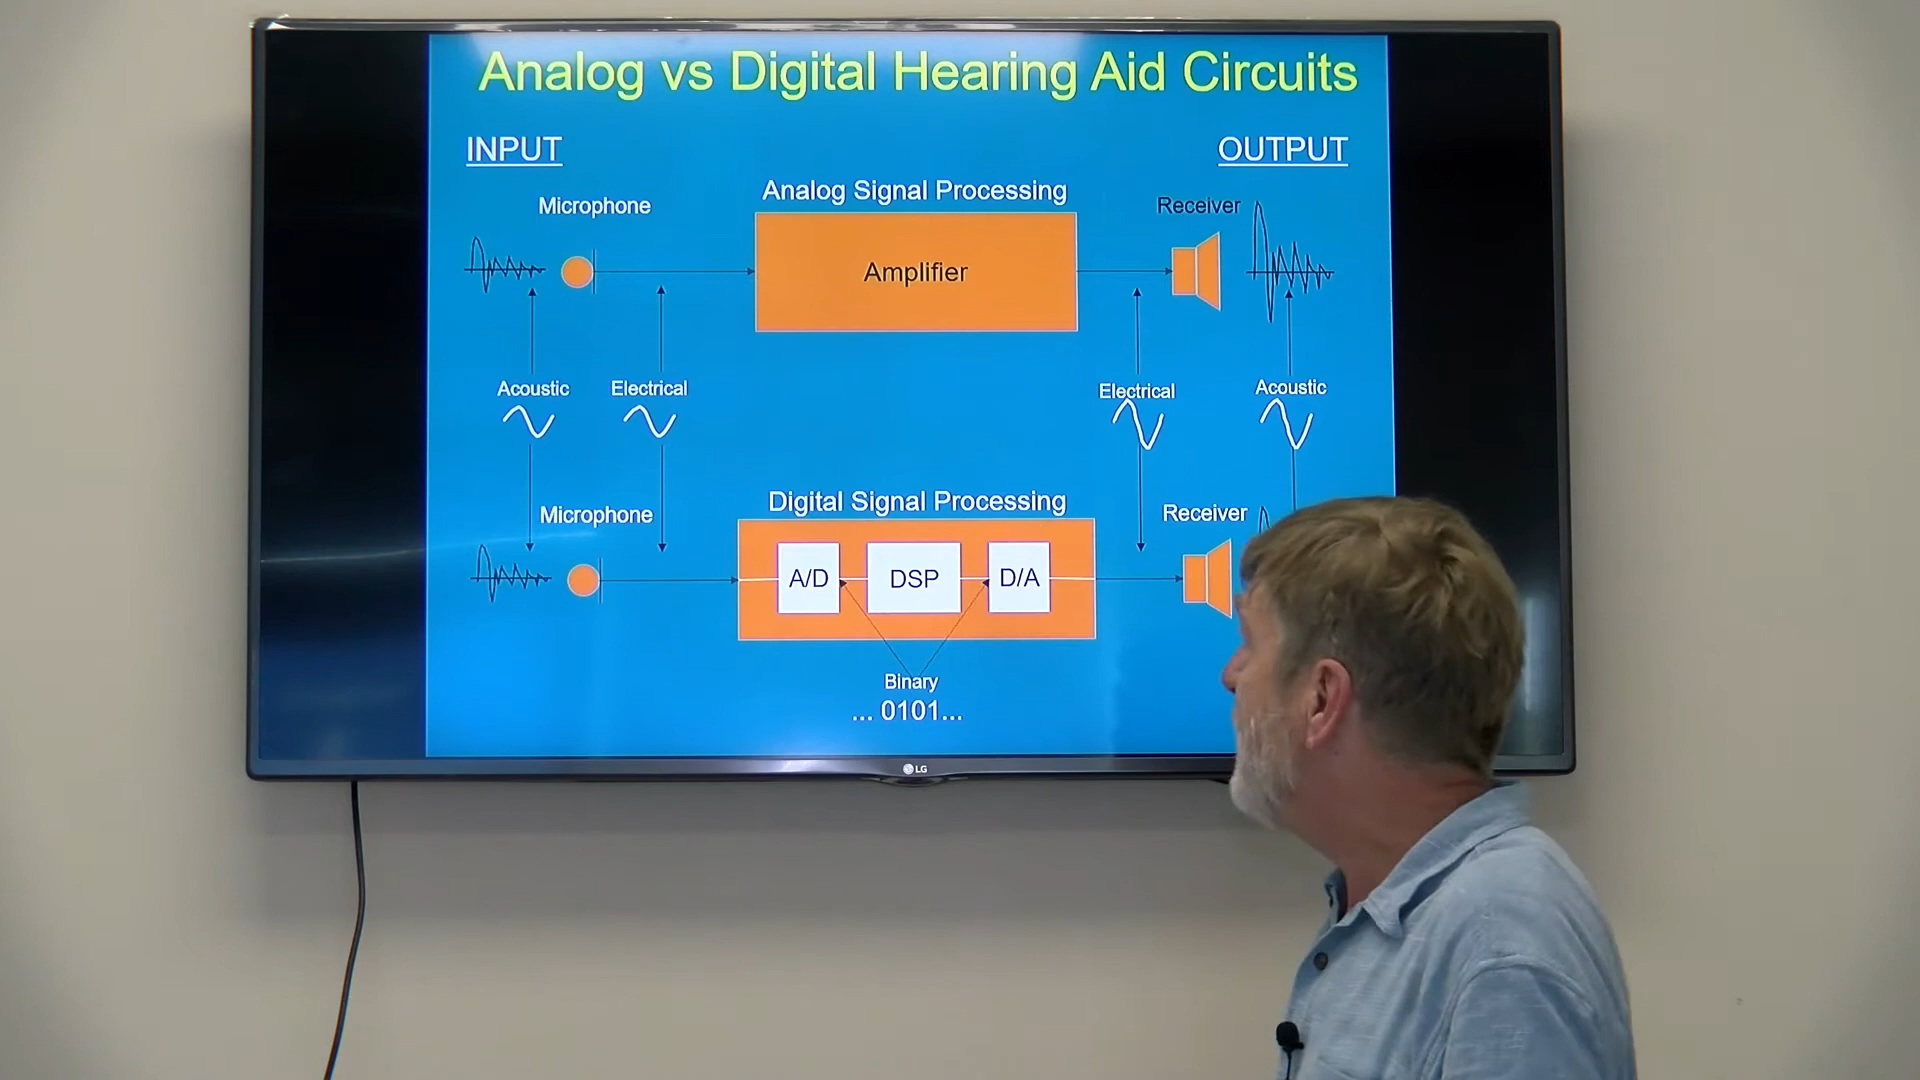 Analog vs Digital Hearing Aid Circuits
INPUT
OUTPUT
Analog Signal Processing
Microphone
Receiver
Amplifier
Acoustic
Electrical
Electrical
Acoustic
Digital Signal Processing
Microphone
Receiver
A/D
DSP
D/A
Binary
... 0101...
LG